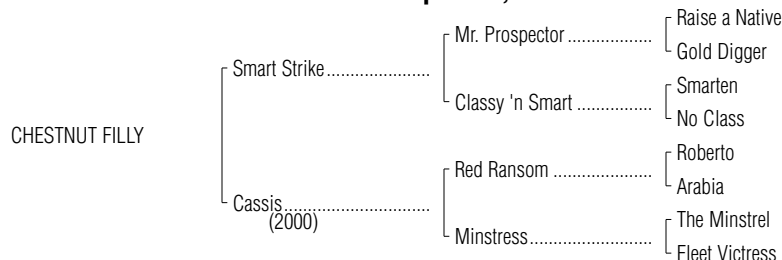 Raise a Native
Mr. Prospector ......................
Gold Digger
Smart Strike.......................
Smarten
Classy 'n Smart ....................
No Class
CHESTNUT FILLY
Roberto
Red Ransom ..........................
Arabia
Cassis.................................
(2000)
The Minstrel
Minstress................................
Fleet Victress